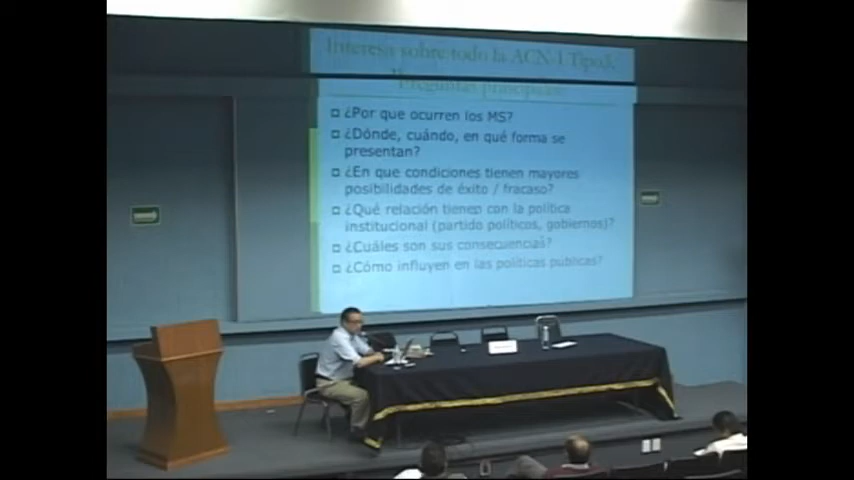 Interesa sobre todo la ACN-1 Tipo3.
"Preguntas principales
¿Por que ocurren los MS?
¿Dónde, cuándo, en qué forma se
presentan?
¿En que condiciones tienen mayores
posibilidades de éxito / fracaso?
¿Qué relación tienen con la política
institucional (partido políticos, gobiernos)?
¿Cuáles son sus consecuencias?
¿Cómo influyen en las políticas publicas?